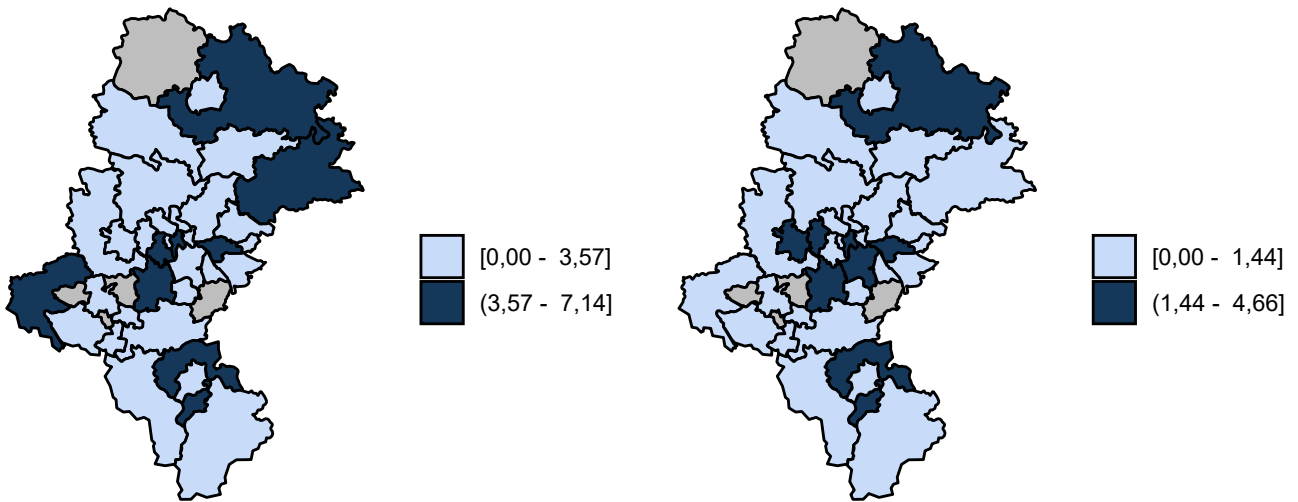 [0,00 -  3,57]
(3,57 -  7,14]
[0,00 -  1,44]
(1,44 -  4,66]